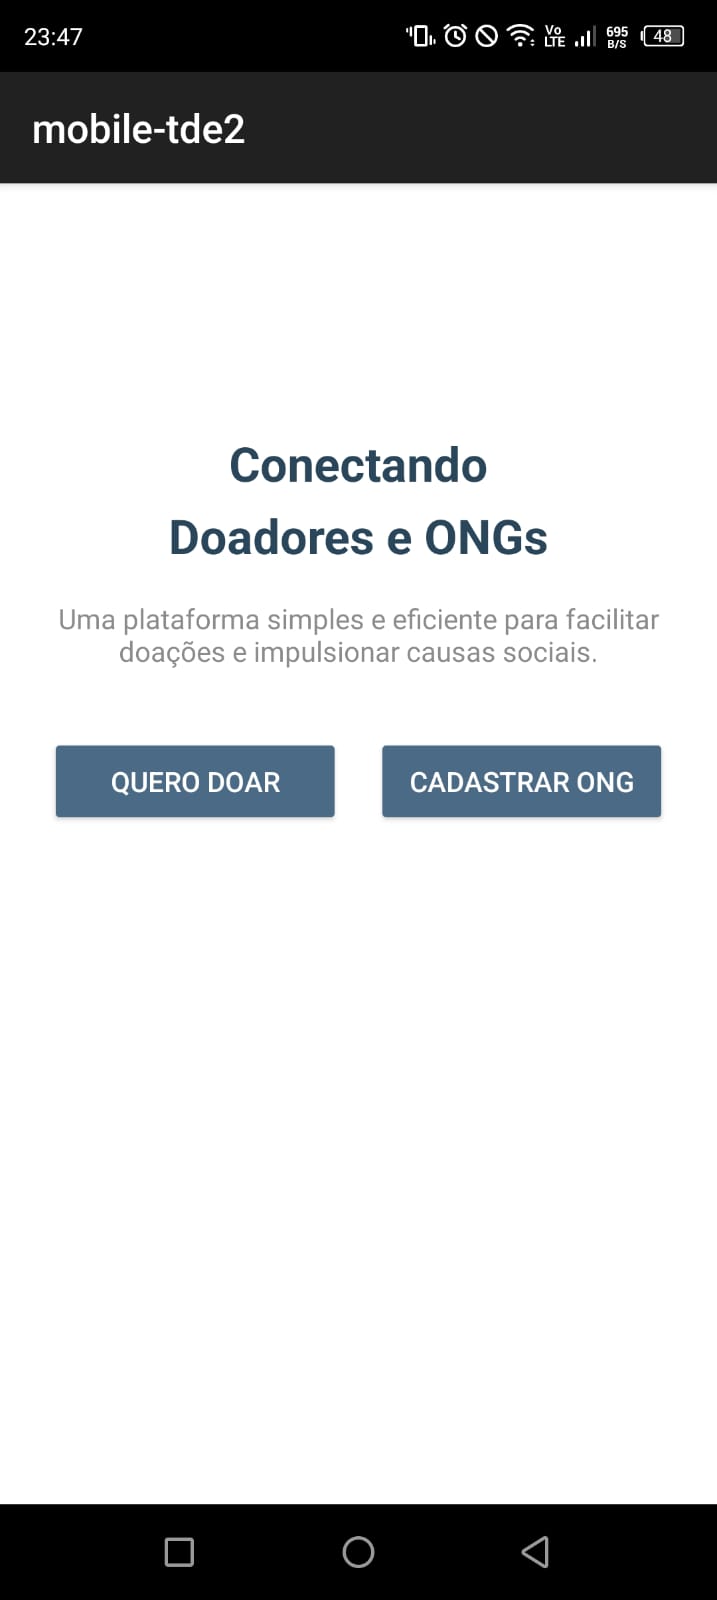 23:47
Vo
LTE
695
B/S
48
mobile-tde2
Conectando
Doadores e ONGs
Uma plataforma simples e eficiente para facilitar
doações e impulsionar causas sociais.
QUERO DOAR
CADASTRAR ONG